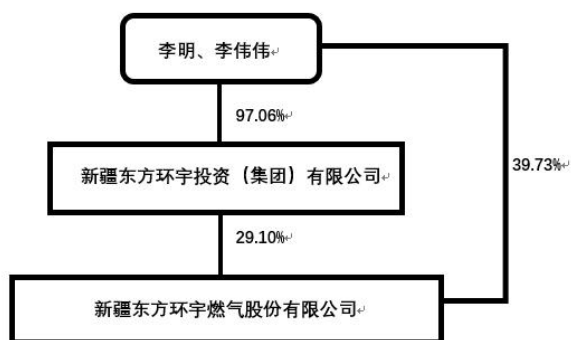 李明、李伟伟
97.06%
新疆东方环宇投资（集团）有限公司
39.73%
29.10%
新疆东方环宇燃气股份有限公司